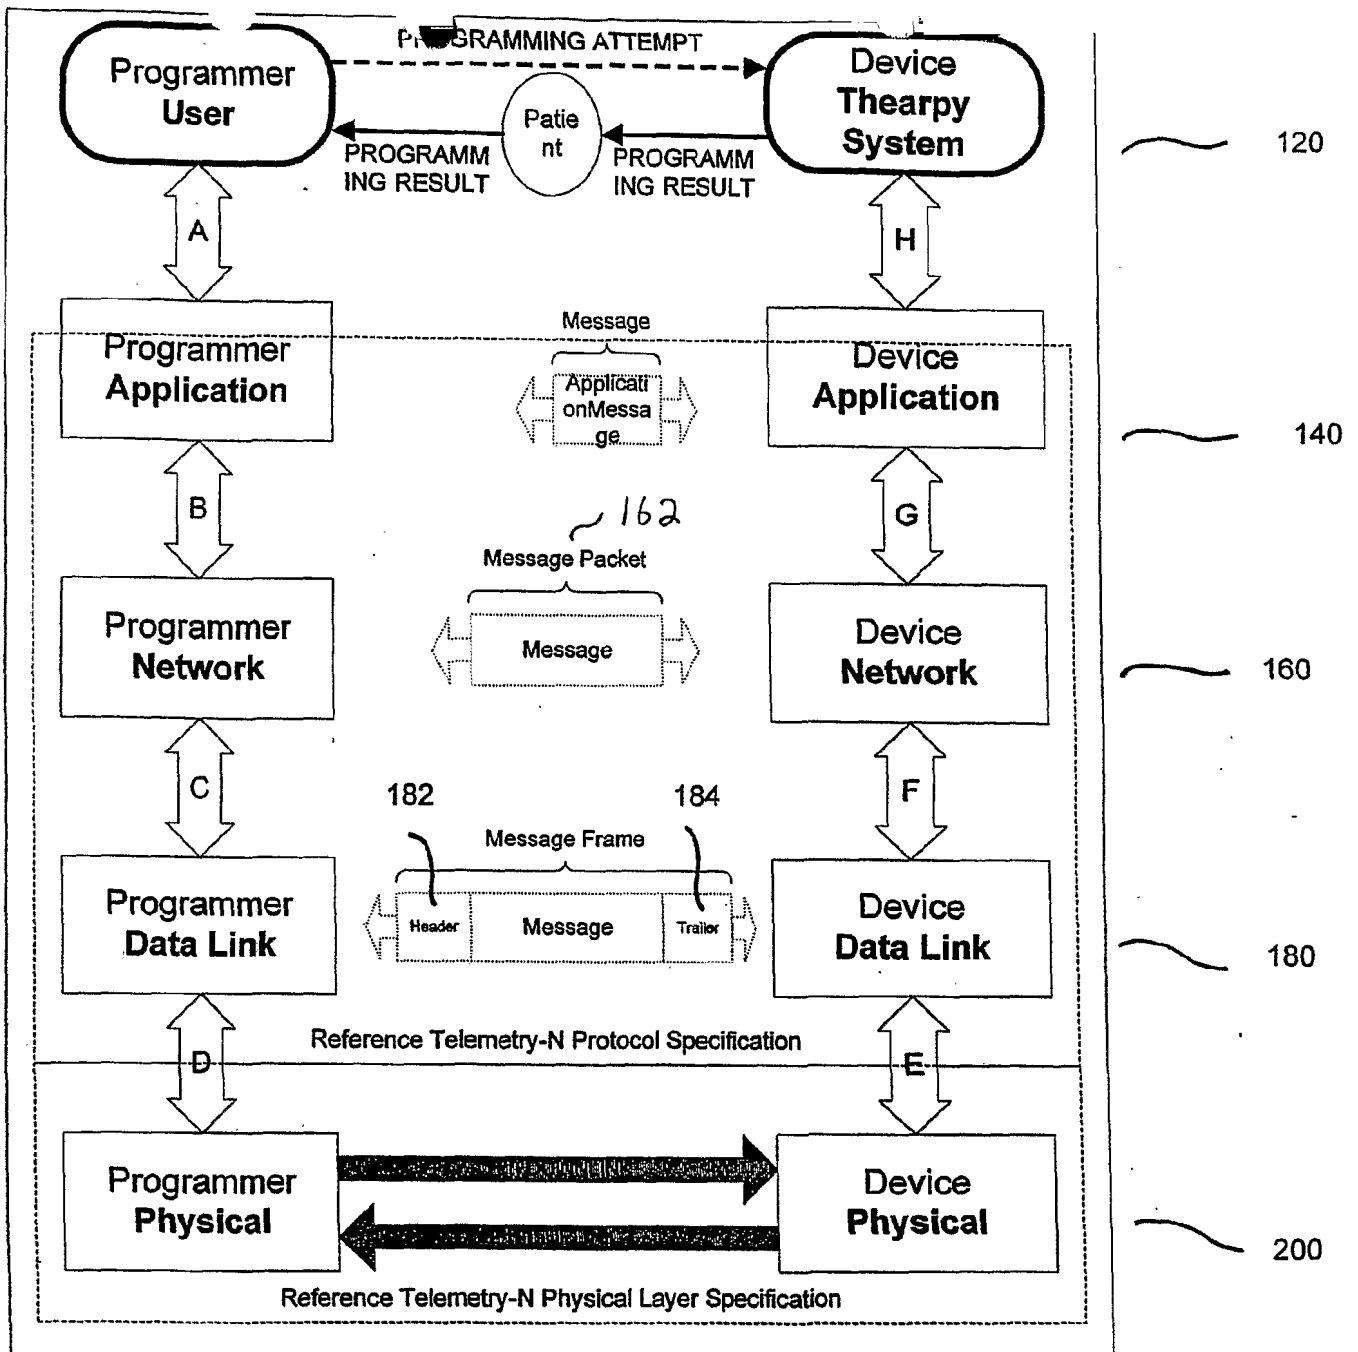 PROGRAMMING ATTEMPT
Programmer
User
Device
Thearpy
System
Patie
nt
PROGRAMM
ING RESULT
PROGRAMM
ING RESULT
120
A
H
Message
Programmer
Application
Applicati
onMessa
ge
Device
Application
140
B
G
162
Message Packet
Programmer
Network
Message
Device
Network
160
C
F
182
184
Message Frame
Programmer
Data Link
Header
Message
Trailer
Device
Data Link
180
Reference Telemetry-N Protocol Specification
D
E
Programmer
Physical
Device
Physical
200
Reference Telemetry-N Physical Layer Specification